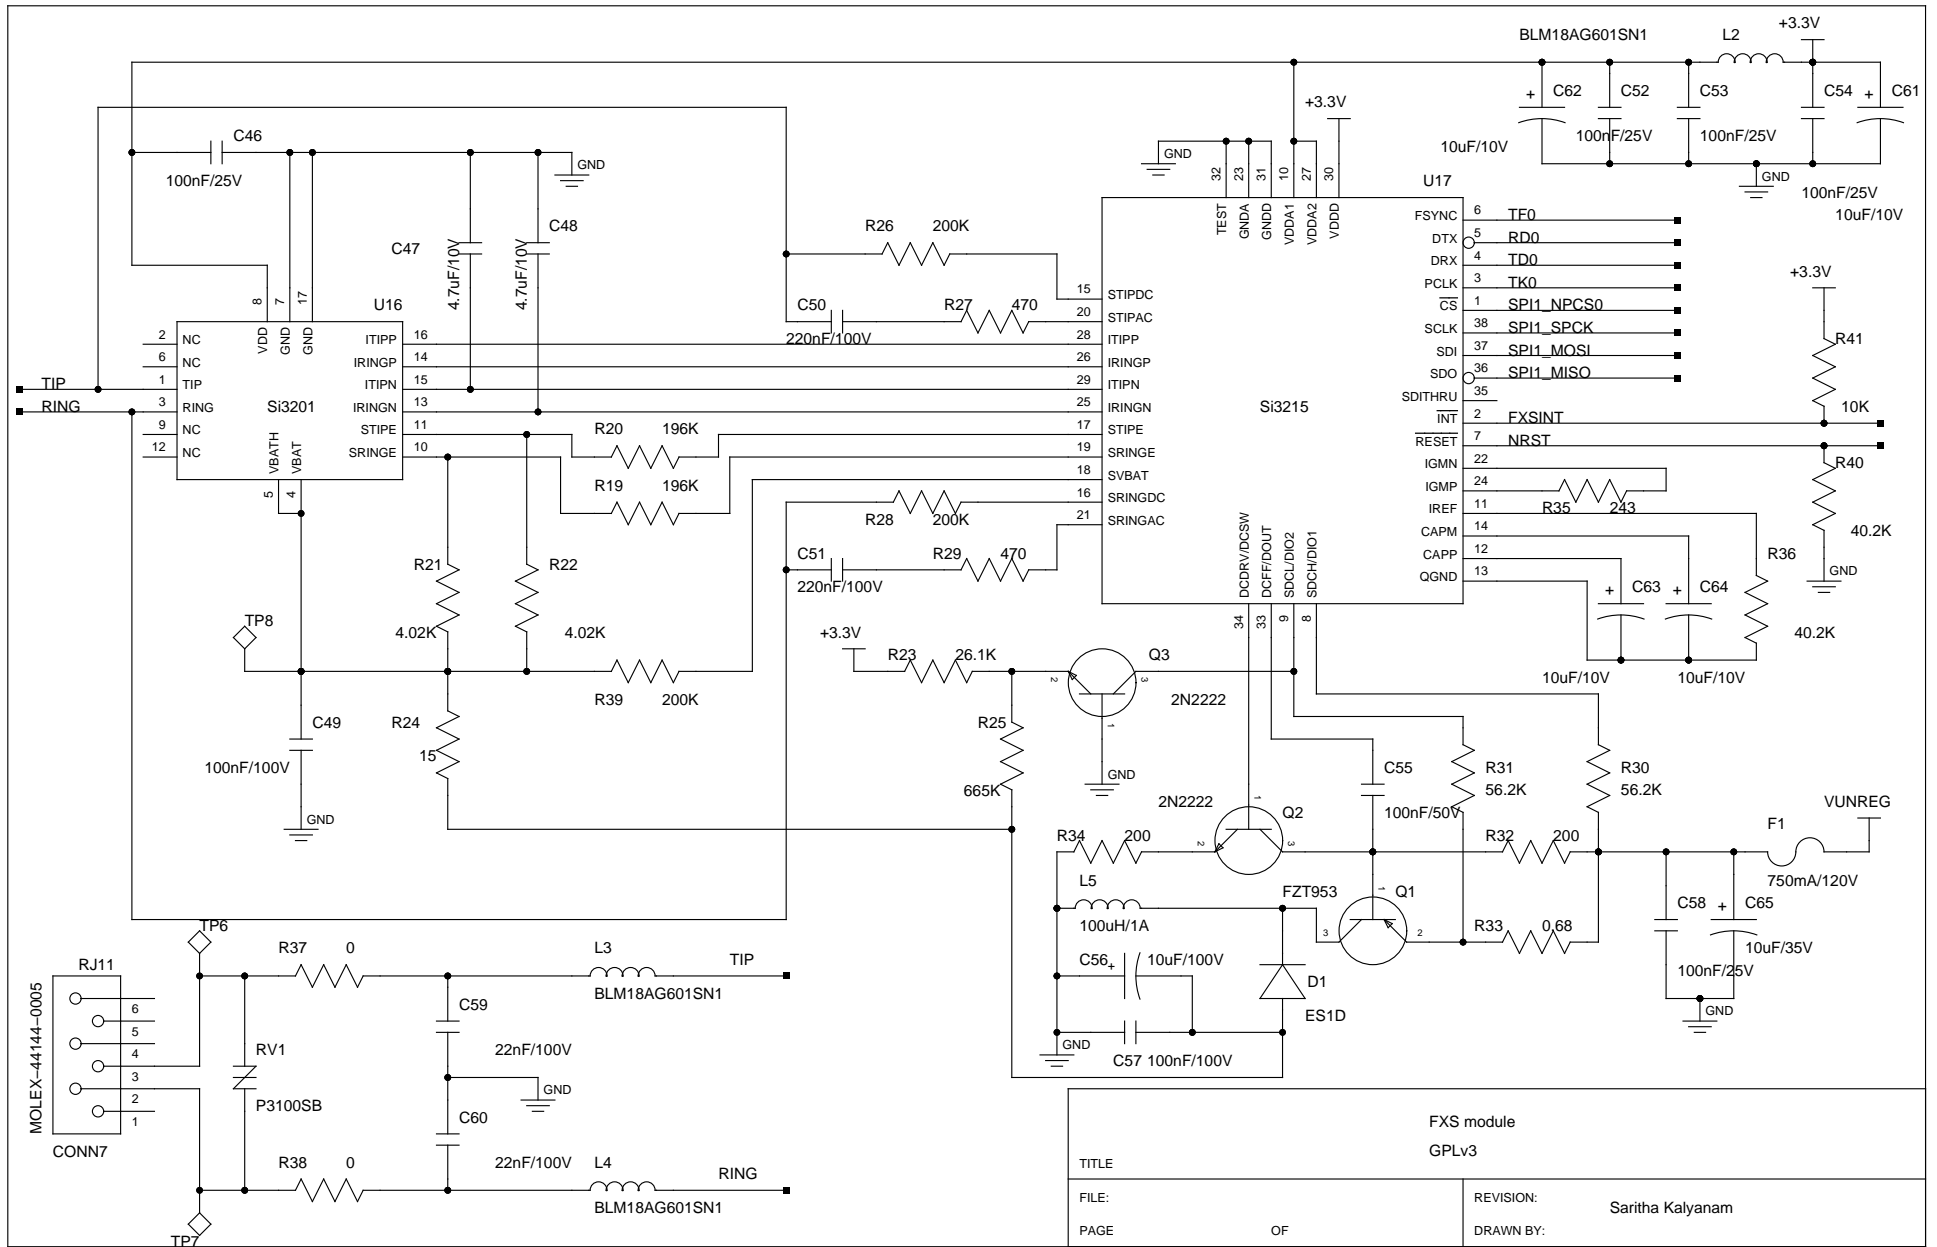 +3.3V
BLM18AG601SN1
L2
C62
C52
C53
C54
C61
+
+
10uF/10V
100nF/25V
100nF/25V
GND
100nF/25V
10uF/10V
+3.3V
GND
C46
100nF/25V
GND
C47
4.7uF/10V
C48
4.7uF/10V
R26
200K
C50
220nF/100V
R27
470
U17
Si3215
32
23
31
10
27
30
TEST
GNDA
GNDD
VDDA1
VDDA2
VDDD
15
STIPDC
20
STIPAC
28
ITIPP
26
IRINGP
29
ITIPN
25
IRINGN
17
STIPE
19
SRINGE
18
SVBAT
16
SRINGDC
21
SRINGAC
FSYNC
6
TF0
DTX
5
RD0
DRX
4
TD0
PCLK
3
TK0
CS
1
SPI1_NPCS0
SCLK
38
SPI1_SPCK
SDI
37
SPI1_MOSI
SDO
36
SPI1_MISO
SDITHRU
35
INT
2
FXSINT
RESET
7
NRST
IGMN
22
IGMP
24
IREF
11
CAPM
14
CAPP
12
QGND
13
DCDRV/DCSW
DCFF/DOUT
SDCL/DIO2
SDCH/DIO1
34
33
9
8
+3.3V
R41
10K
R40
40.2K
GND
R35
243
R36
40.2K
+
C63
+
C64
10uF/10V
10uF/10V
U16
Si3201
8
7
17
VDD
GND
GND
2
NC
6
NC
1
TIP
3
RING
9
NC
12
NC
TIP
RING
VBATH
VBAT
5
4
ITIPP
16
IRINGP
14
ITIPN
15
IRINGN
13
STIPE
11
SRINGE
10
R20
196K
R19
196K
R28
200K
C51
220nF/100V
R29
470
R21
4.02K
R22
4.02K
TP8
R39
200K
C49
100nF/100V
GND
R24
15
+3.3V
R23
26.1K
R25
665K
Q3
2N2222
2
3
1
GND
2N2222
Q2
1
2
3
C55
100nF/50V
R31
56.2K
R30
56.2K
VUNREG
F1
750mA/120V
R34
200
R32
200
L5
100uH/1A
FZT953
Q1
1
3
2
R33
0.68
C58
100nF/25V
+
C65
10uF/35V
GND
C56
+
10uF/100V
D1
ES1D
C57
100nF/100V
GND
TP6
R37
0
L3
BLM18AG601SN1
TIP
RJ11
MOLEX-44144-0005
CONN7
6
5
4
3
2
1
RV1
P3100SB
C59
22nF/100V
GND
C60
22nF/100V
R38
0
L4
BLM18AG601SN1
RING
TP7
FXS module
GPLv3
TITLE
FILE:
REVISION:
Saritha Kalyanam
PAGE
OF
DRAWN BY: